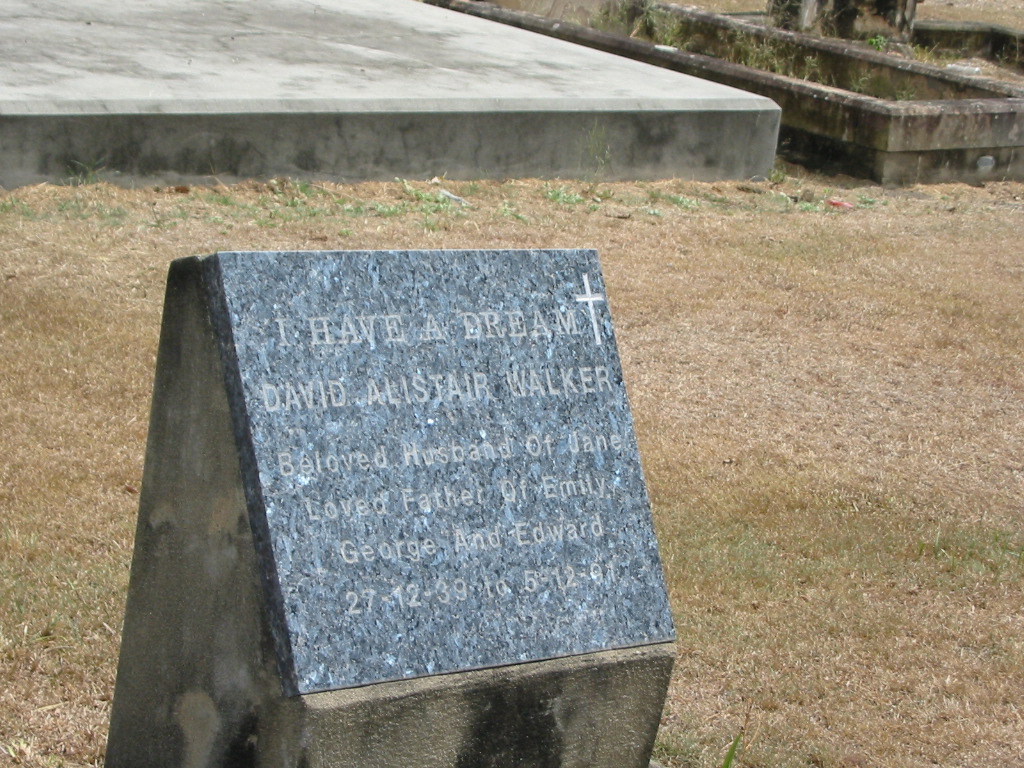 I HAVE A DREAM
DAVID ALISTAIR WALKER
Beloved Husband Of Jane
Loved Father Of Emily,
George And Edward
27-12-39 to 5-12-91